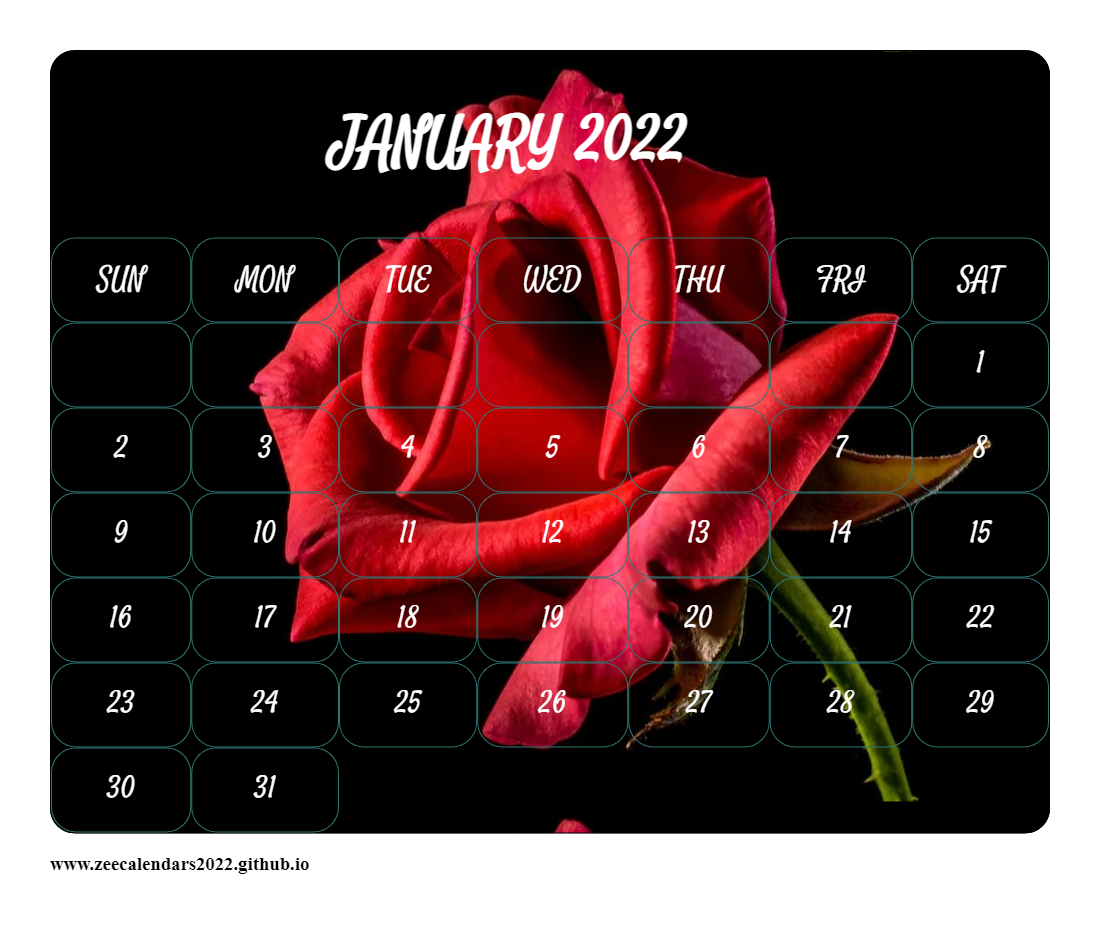 JANUARY 2022
SUN MON TUE WED THU FRI SAT
1
2 3 4 5 6 7 8
9 10 11 12 13 14 15
16 17 18 19 20 21 22
23 24 25 26 27 28 29
30 31
www.zeecalendars2022.github.io